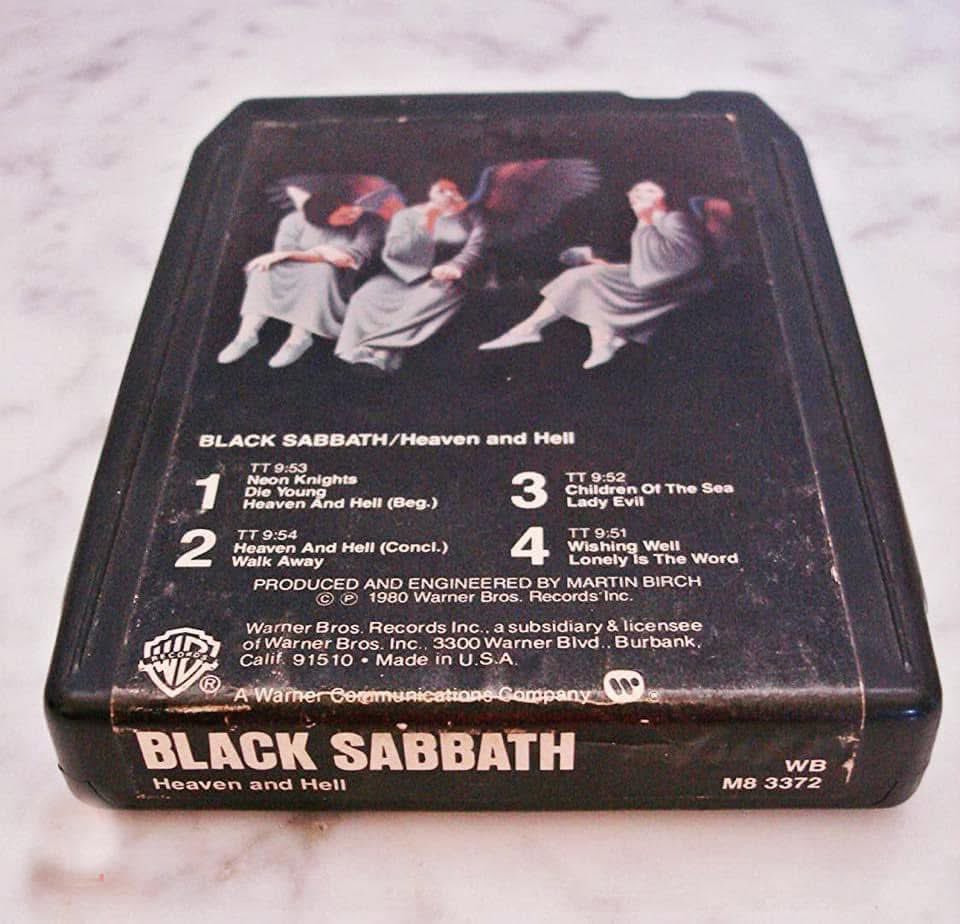 BLACK SABBATH/Heaven and Hell
1 TT 9:53
Neon Knights
Die Young
Heaven And Hell (Beg.)
2 TT 9:54
Heaven And Hell (Concl.)
Walk Away
3 TT 9:52
Children Of The Sea
Lady Evil
4 TT 9:51
Wishing Well
Lonely Is The Word
PRODUCED AND ENGINEERED BY MARTIN BIRCH
© ℗ 1980 Warner Bros. Records Inc.
Warner Bros. Records Inc., a subsidiary & licensee
of Warner Bros. Inc., 3300 Warner Blvd., Burbank,
Calif. 91510 • Made in U.S.A.
WB RECORDS ®
A Warner Communications Company ®
BLACK SABBATH
Heaven and Hell
WB
M8 3372